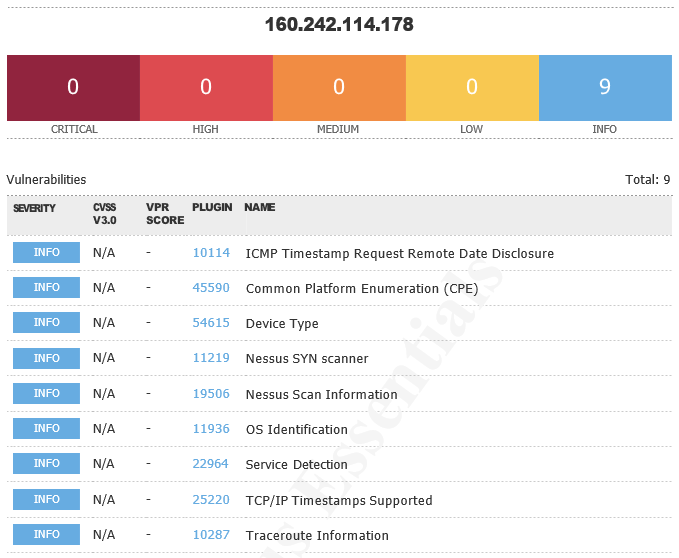 160.242.114.178
0 0 0 0 9
CRITICAL HIGH MEDIUM LOW INFO
Vulnerabilities Total: 9
SEVERITY CVSS V3.0 VPR SCORE PLUGIN NAME
INFO N/A - 10114 ICMP Timestamp Request Remote Date Disclosure
INFO N/A - 45590 Common Platform Enumeration (CPE)
INFO N/A - 54615 Device Type
INFO N/A - 11219 Nessus SYN scanner
INFO N/A - 19506 Nessus Scan Information
INFO N/A - 11936 OS Identification
INFO N/A - 22964 Service Detection
INFO N/A - 25220 TCP/IP Timestamps Supported
INFO N/A - 10287 Traceroute Information
Essentials